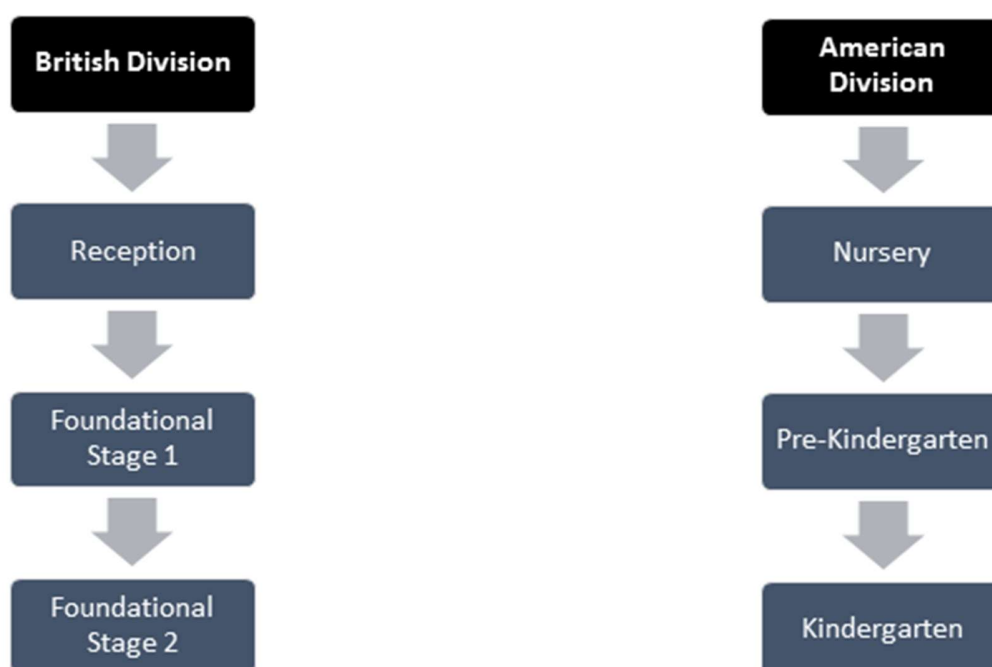 British Division
Reception
Foundational
Stage 1
Foundational
Stage 2
American
Division
Nursery
Pre-Kindergarten
Kindergarten